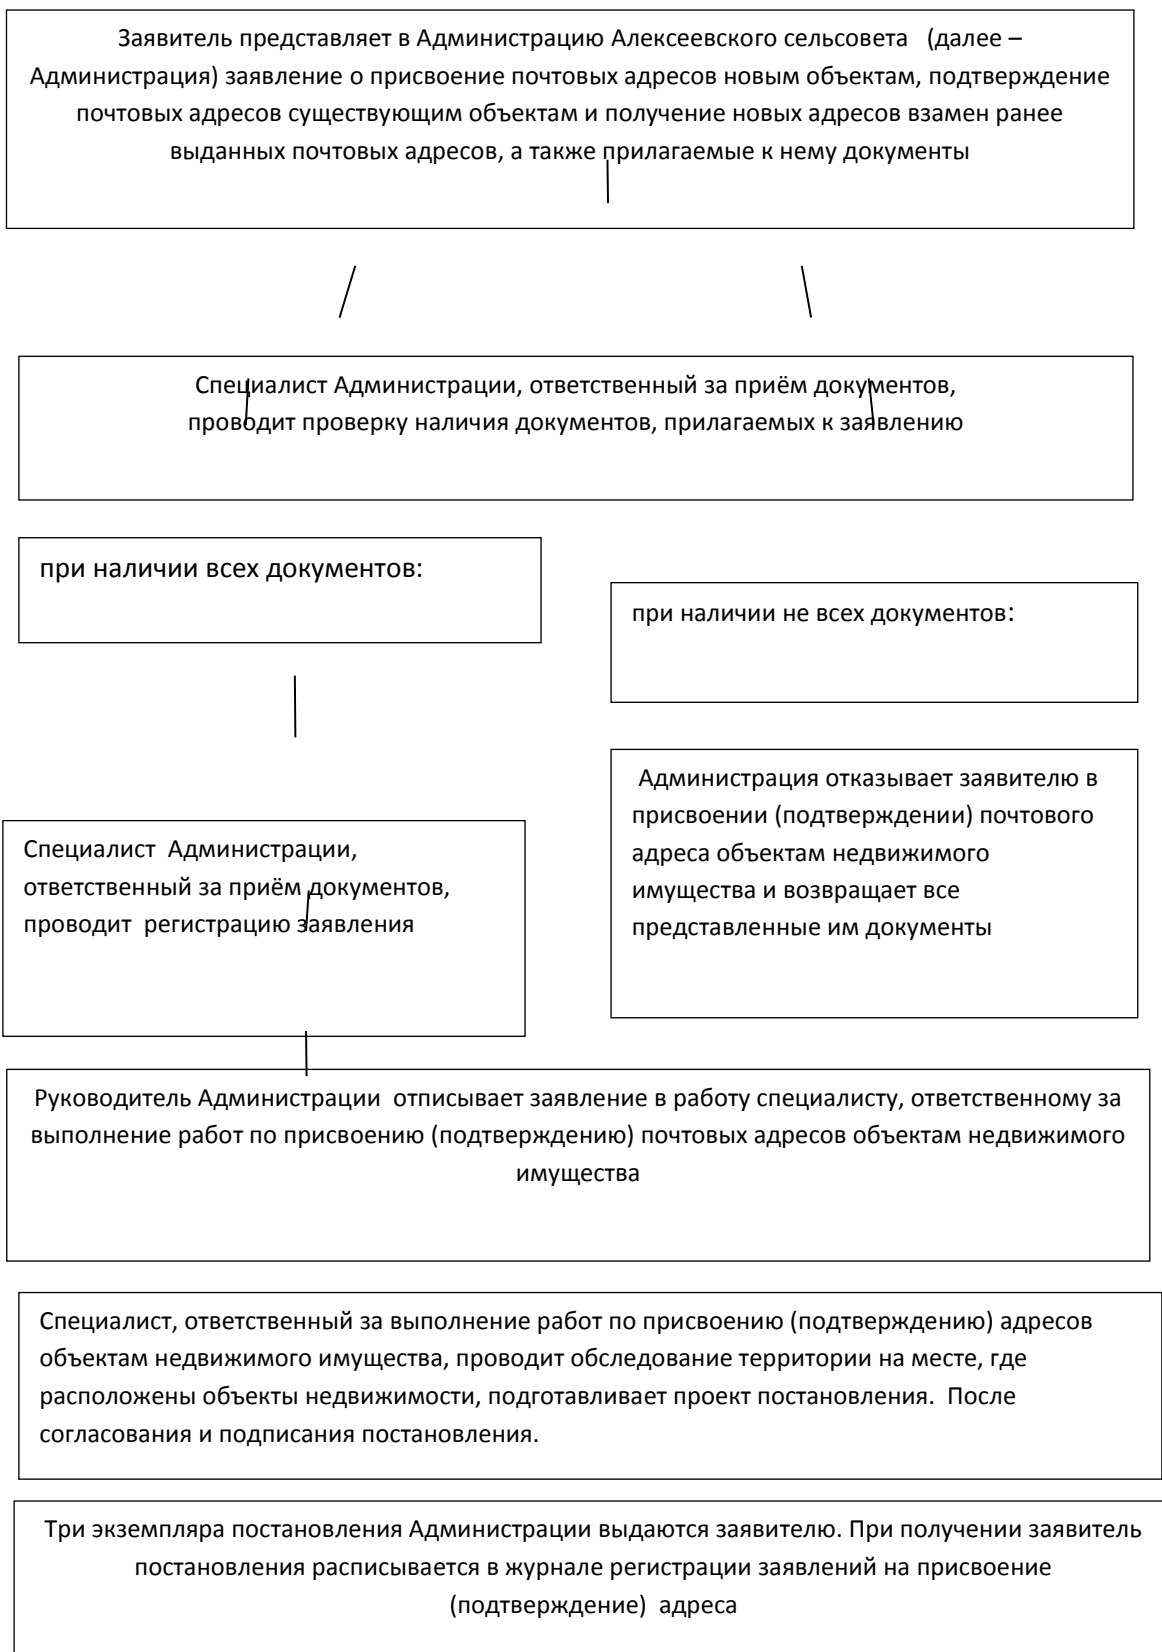 Заявитель представляет в Администрацию Алексеевского сельсовета (далее –
Администрация) заявление о присвоение почтовых адресов новым объектам, подтверждение
почтовых адресов существующим объектам и получение новых адресов взамен ранее
выданных почтовых адресов, а также прилагаемые к нему документы
Специалист Администрации, ответственный за приём документов,
проводит проверку наличия документов, прилагаемых к заявлению
при наличии всех документов:
при наличии не всех документов:
Администрация отказывает заявителю в
присвоении (подтверждении) почтового
адреса объектам недвижимого
имущества и возвращает все
представленные им документы
Специалист Администрации,
ответственный за приём документов,
проводит регистрацию заявления
Руководитель Администрации отписывает заявление в работу специалисту, ответственному за
выполнение работ по присвоению (подтверждению) почтовых адресов объектам недвижимого
имущества
Специалист, ответственный за выполнение работ по присвоению (подтверждению) адресов
объектам недвижимого имущества, проводит обследование территории на месте, где
расположены объекты недвижимости, подготавливает проект постановления. После
согласования и подписания постановления.
Три экземпляра постановления Администрации выдаются заявителю. При получении заявитель
постановления расписывается в журнале регистрации заявлений на присвоение
(подтверждение) адреса